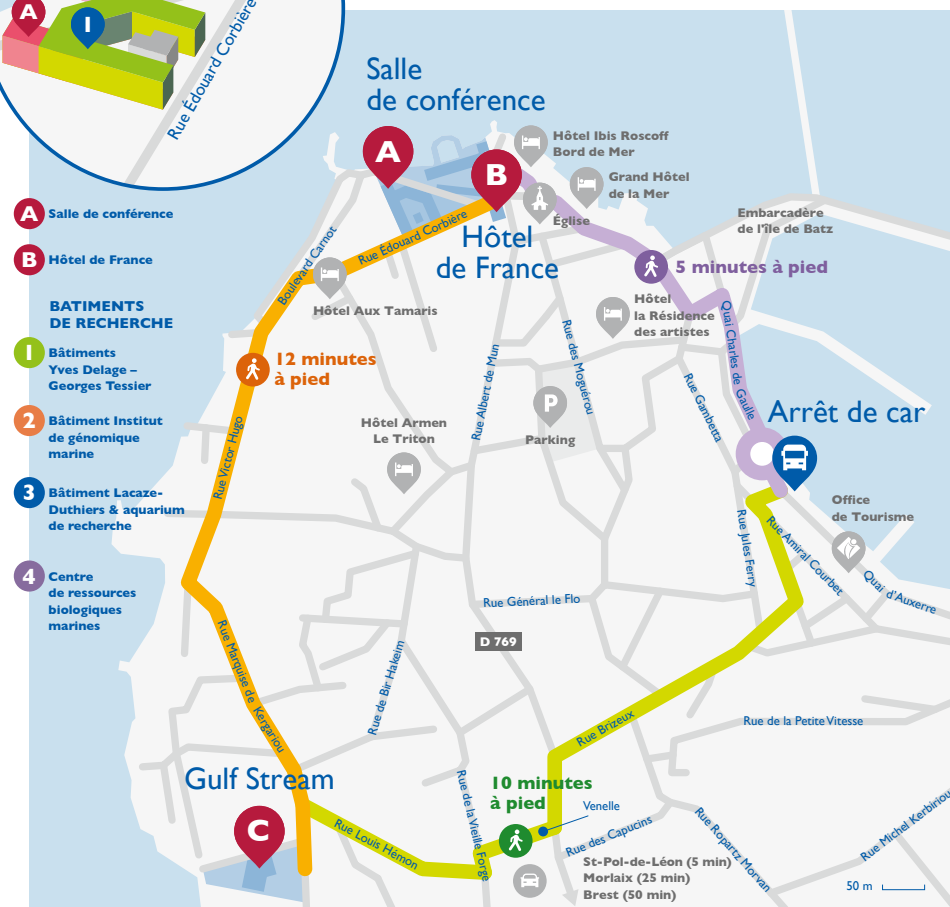 A
I
Rue Édouard Corbière
Salle
de conférence
A
B
Hôtel Ibis Roscoff
Bord de Mer
Grand Hôtel
de la Mer
Église
Embarcadère
de l'île de Batz
A Salle de conférence
B Hôtel de France
BATIMENTS
DE RECHERCHE
I Bâtiments
Yves Delage –
Georges Tessier
2 Bâtiment Institut
de génomique
marine
3 Bâtiment Lacaze-
Duthiers & aquarium
de recherche
4 Centre
de ressources
biologiques
marines
Boulevard Carnot
Rue Édouard Corbière
Hôtel
de France
5 minutes à pied
Hôtel Aux Tamaris
Hôtel
la Résidence
des artistes
Quai Charles de Gaulle
12 minutes
à pied
Rue Albert de Mun
Rue des Moguérou
Rue Gambetta
P
Parking
Arrêt de car
Hôtel Armen
Le Triton
Rue Victor Hugo
Office
de Tourisme
Rue Jules Ferry
Rue Amiral Courbet
Quai d'Auxerre
Rue Général le Flo
D 769
Rue Marquise de Kergariou
Rue de Bir Hakeim
Rue Brizeux
Rue de la Petite Vitesse
Gulf Stream
C
10 minutes
à pied
Venelle
Rue de la Vieille Forge
Rue Louis Hémon
Rue des Capucins
Rue Ropartz Morvan
Rue Michel Kerbiriou
St-Pol-de-Léon (5 min)
Morlaix (25 min)
Brest (50 min)
50 m